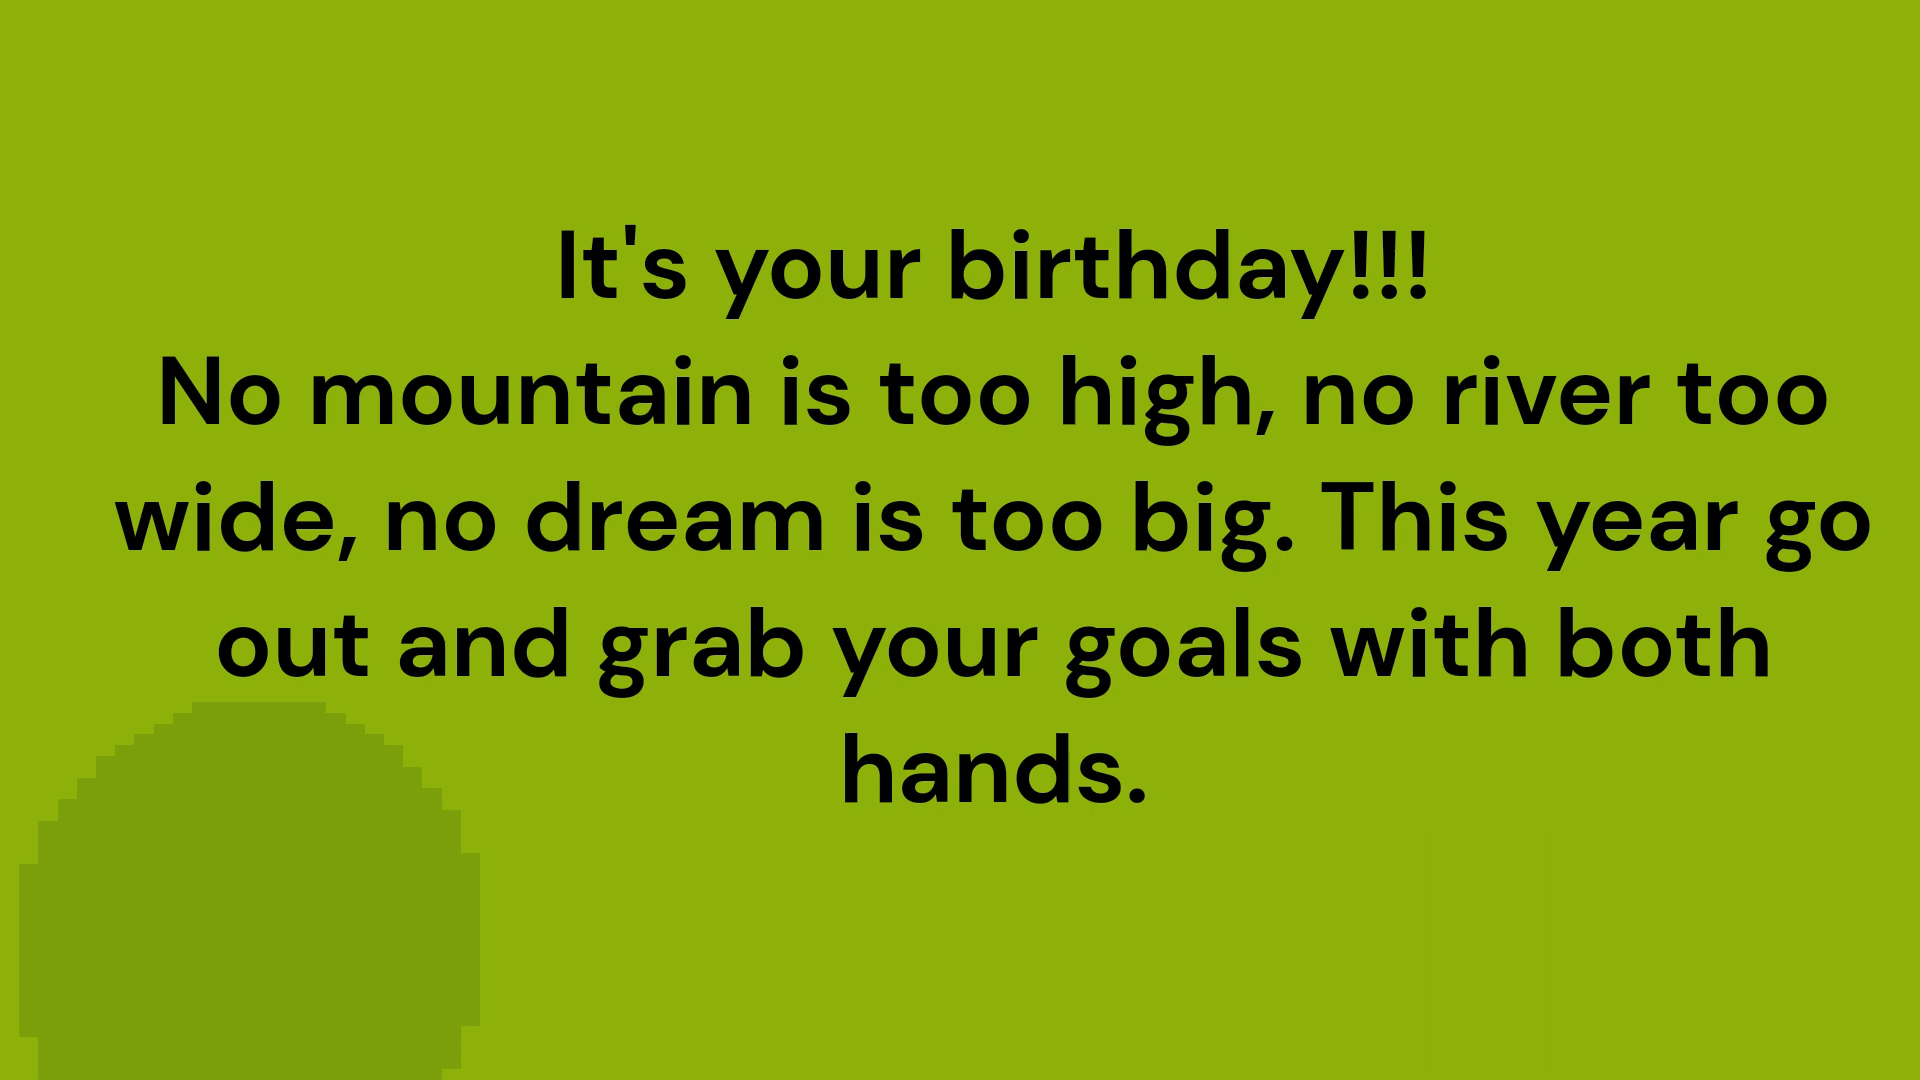 It's your birthday!!!
No mountain is too high, no river too
wide, no dream is too big. This year go
out and grab your goals with both
hands.